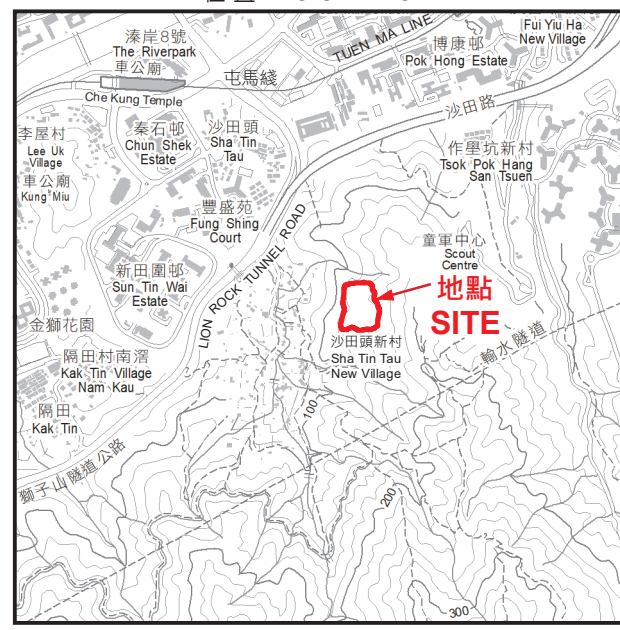 溱岸8號
The Riverpark
車公廟
Che Kung Temple
TUEN MA LINE
屯馬綫
博康邨
Pok Hong Estate
Fui Yiu Ha
New Village
沙田路
李屋村
Lee Uk
Village
車公廟
Kung Miu
秦石邨
Chun Shek
Estate
沙田頭
Sha Tin
Tau
作壆坑新村
Tsok Pok Hang
San Tsuen
豐盛苑
Fung Shing
Court
LION ROCK TUNNEL ROAD
童軍中心
Scout
Centre
新田圍邨
Sun Tin Wai
Estate
地點
SITE
金獅花園
沙田頭新村
Sha Tin Tau
New Village
輸水隧道
隔田村南滘
Kak Tin Village
Nam Kau
隔田
Kak Tin
獅子山隧道公路
100
200
300